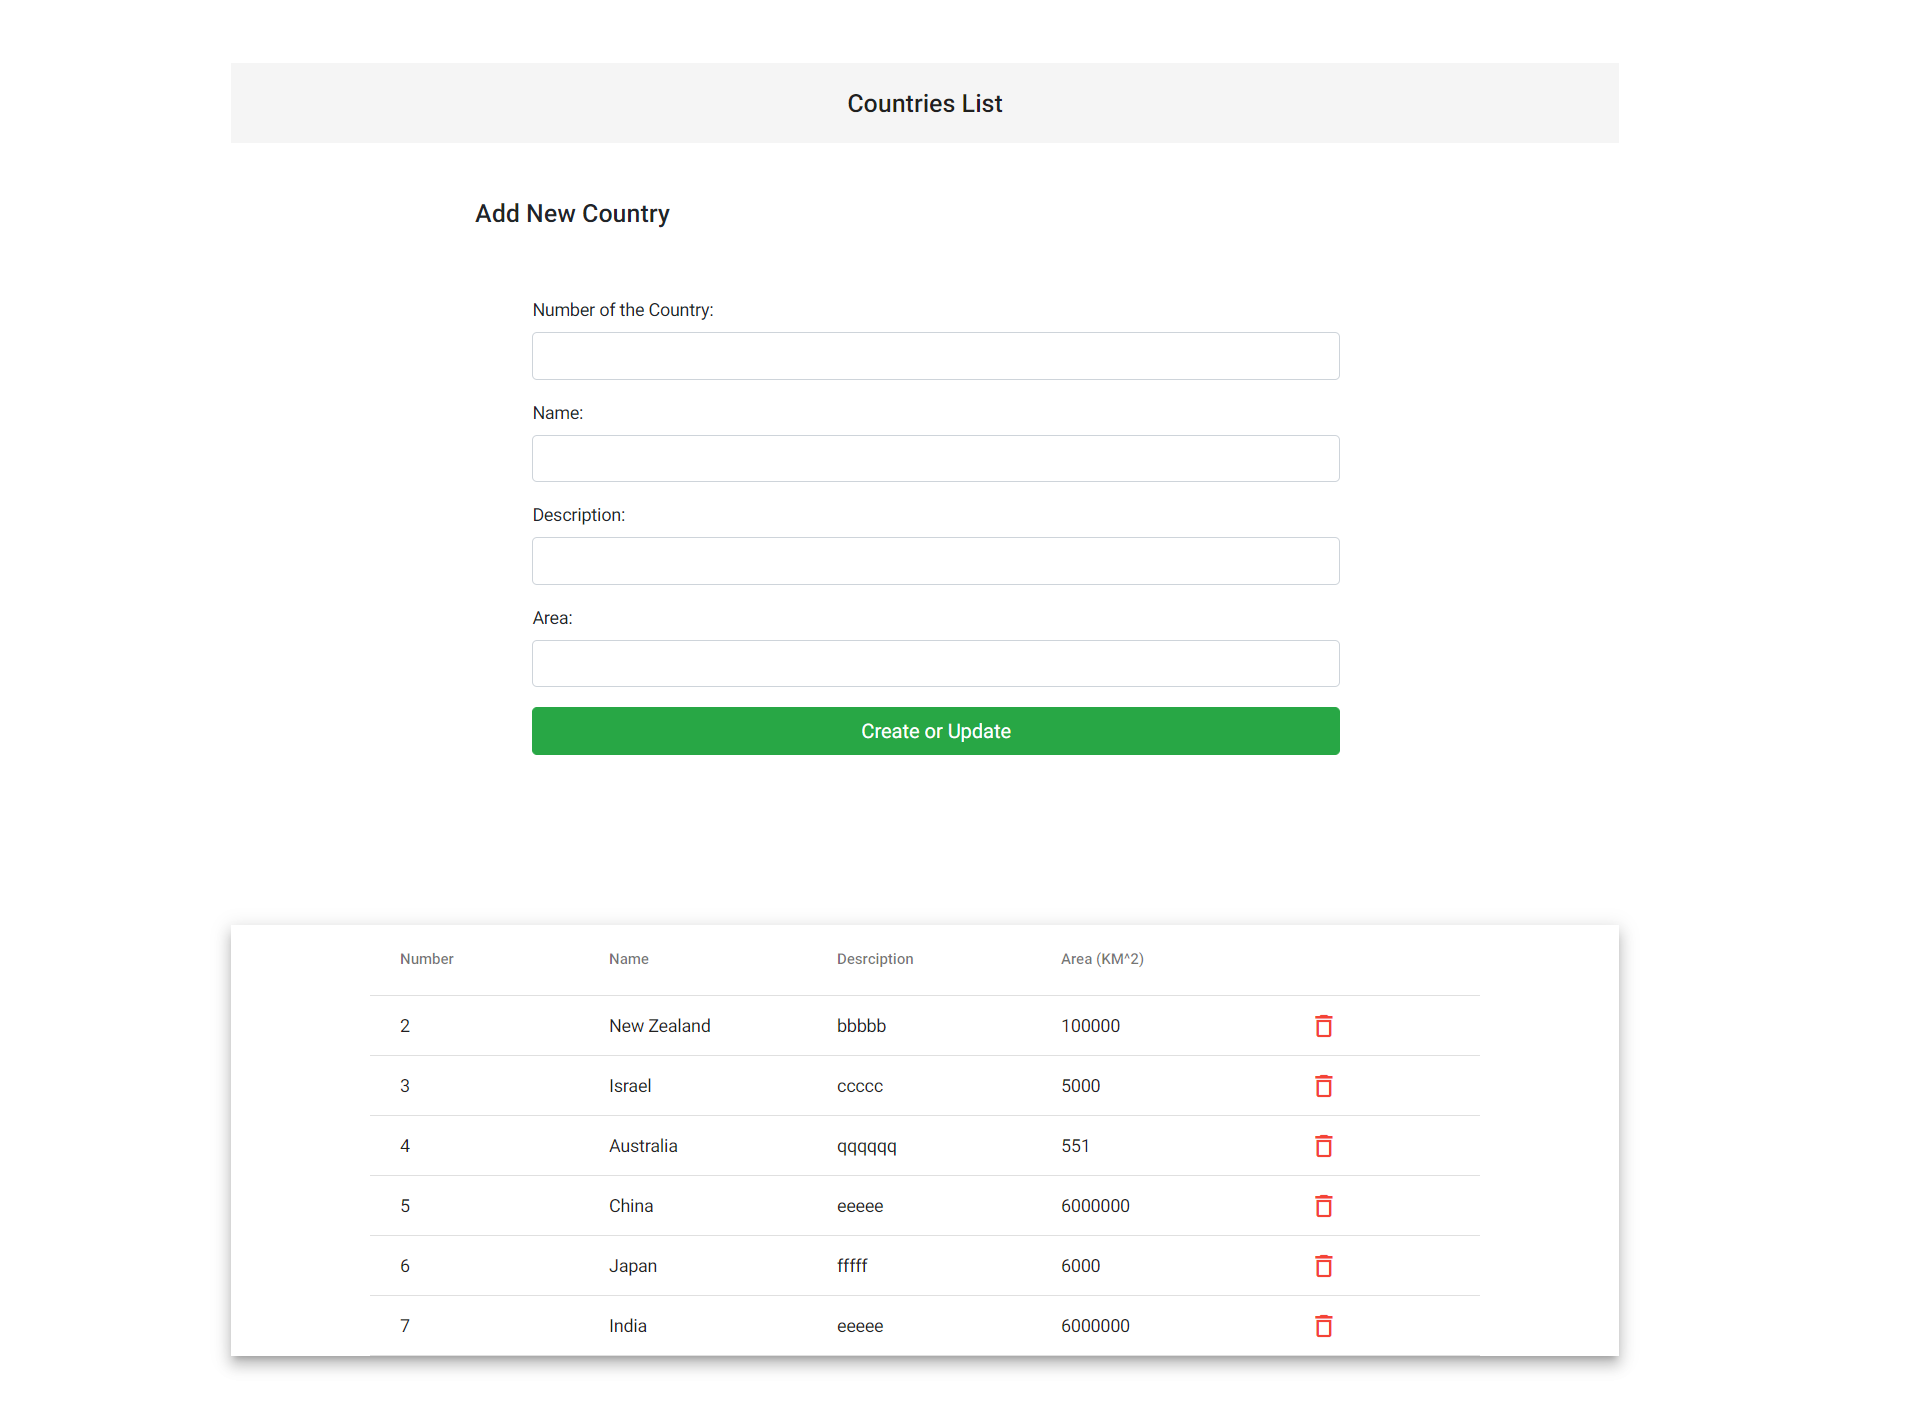 Countries List
Add New Country
Number of the Country:
Name:
Description:
Area:
Create or Update
Number Name Desrciption Area (KM^2)
2 New Zealand bbbbb 100000
3 Israel ccccc 5000
4 Australia qqqqqq 551
5 China eeeee 6000000
6 Japan fffff 6000
7 India eeeee 6000000